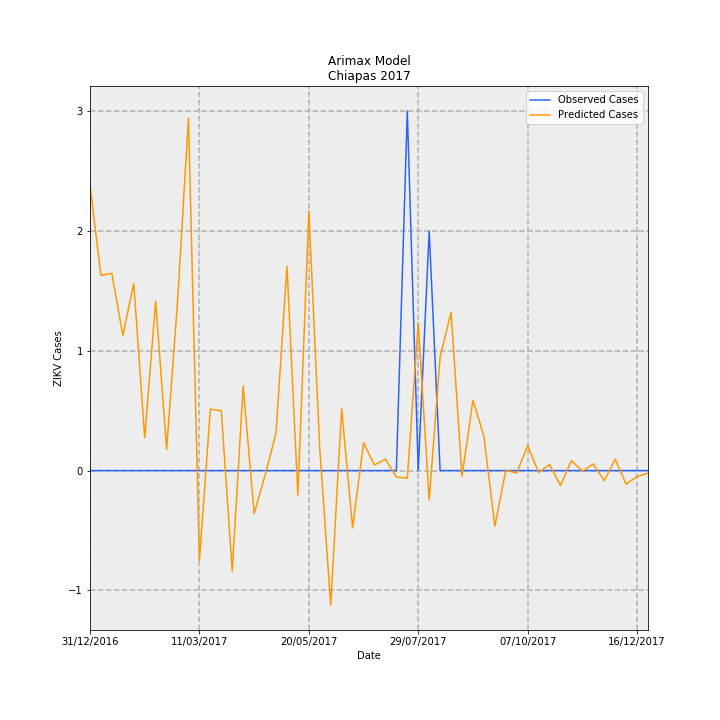 Arimax Model
Chiapas 2017
Observed Cases
Predicted Cases
ZIKV Cases
3
2
1
0
−1
31/12/2016
11/03/2017
20/05/2017
29/07/2017
07/10/2017
16/12/2017
Date